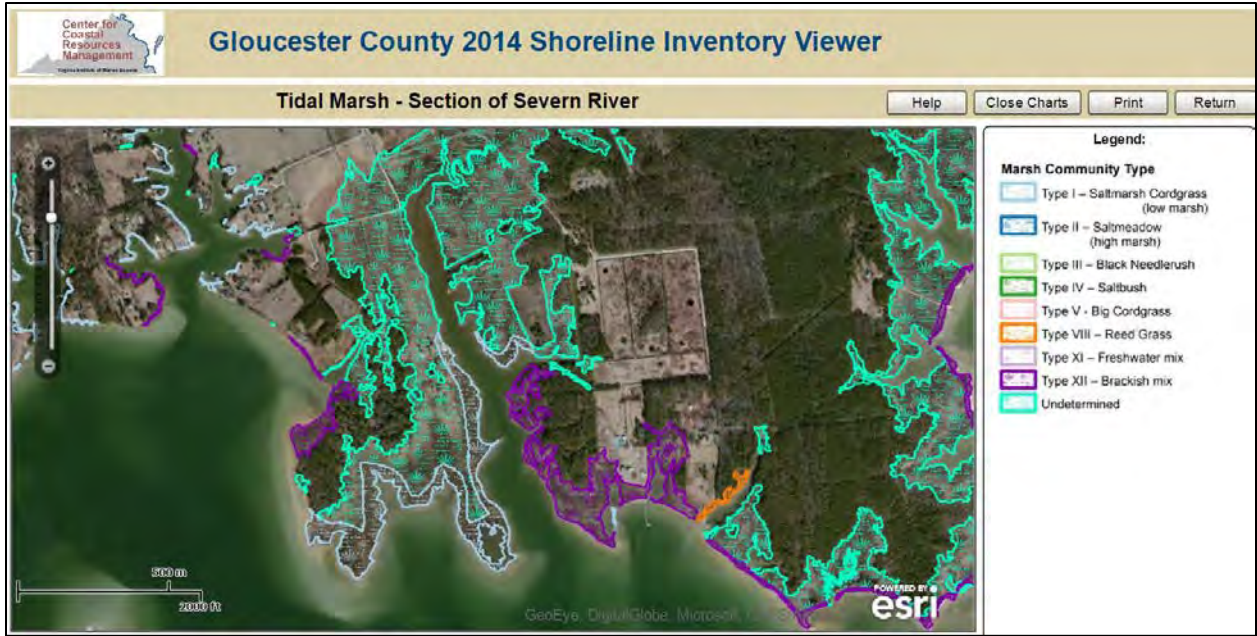 Center for
Coastal
Resources
Management
Gloucester County 2014 Shoreline Inventory Viewer
Tidal Marsh - Section of Severn River
Help
Close Charts
Print
Return
Legend:
Marsh Community Type
Type I – Saltmarsh Cordgrass
(low marsh)
Type II – Saltmeadow
(high marsh)
Type III – Black Needlerush
Type IV – Saltbush
Type V - Big Cordgrass
Type VIII – Reed Grass
Type XI – Freshwater mix
Type XII – Brackish mix
Undetermined
500 m
2000 ft
GeoEye, DigitalGlobe, Microsoft,
POWERED BY
esri